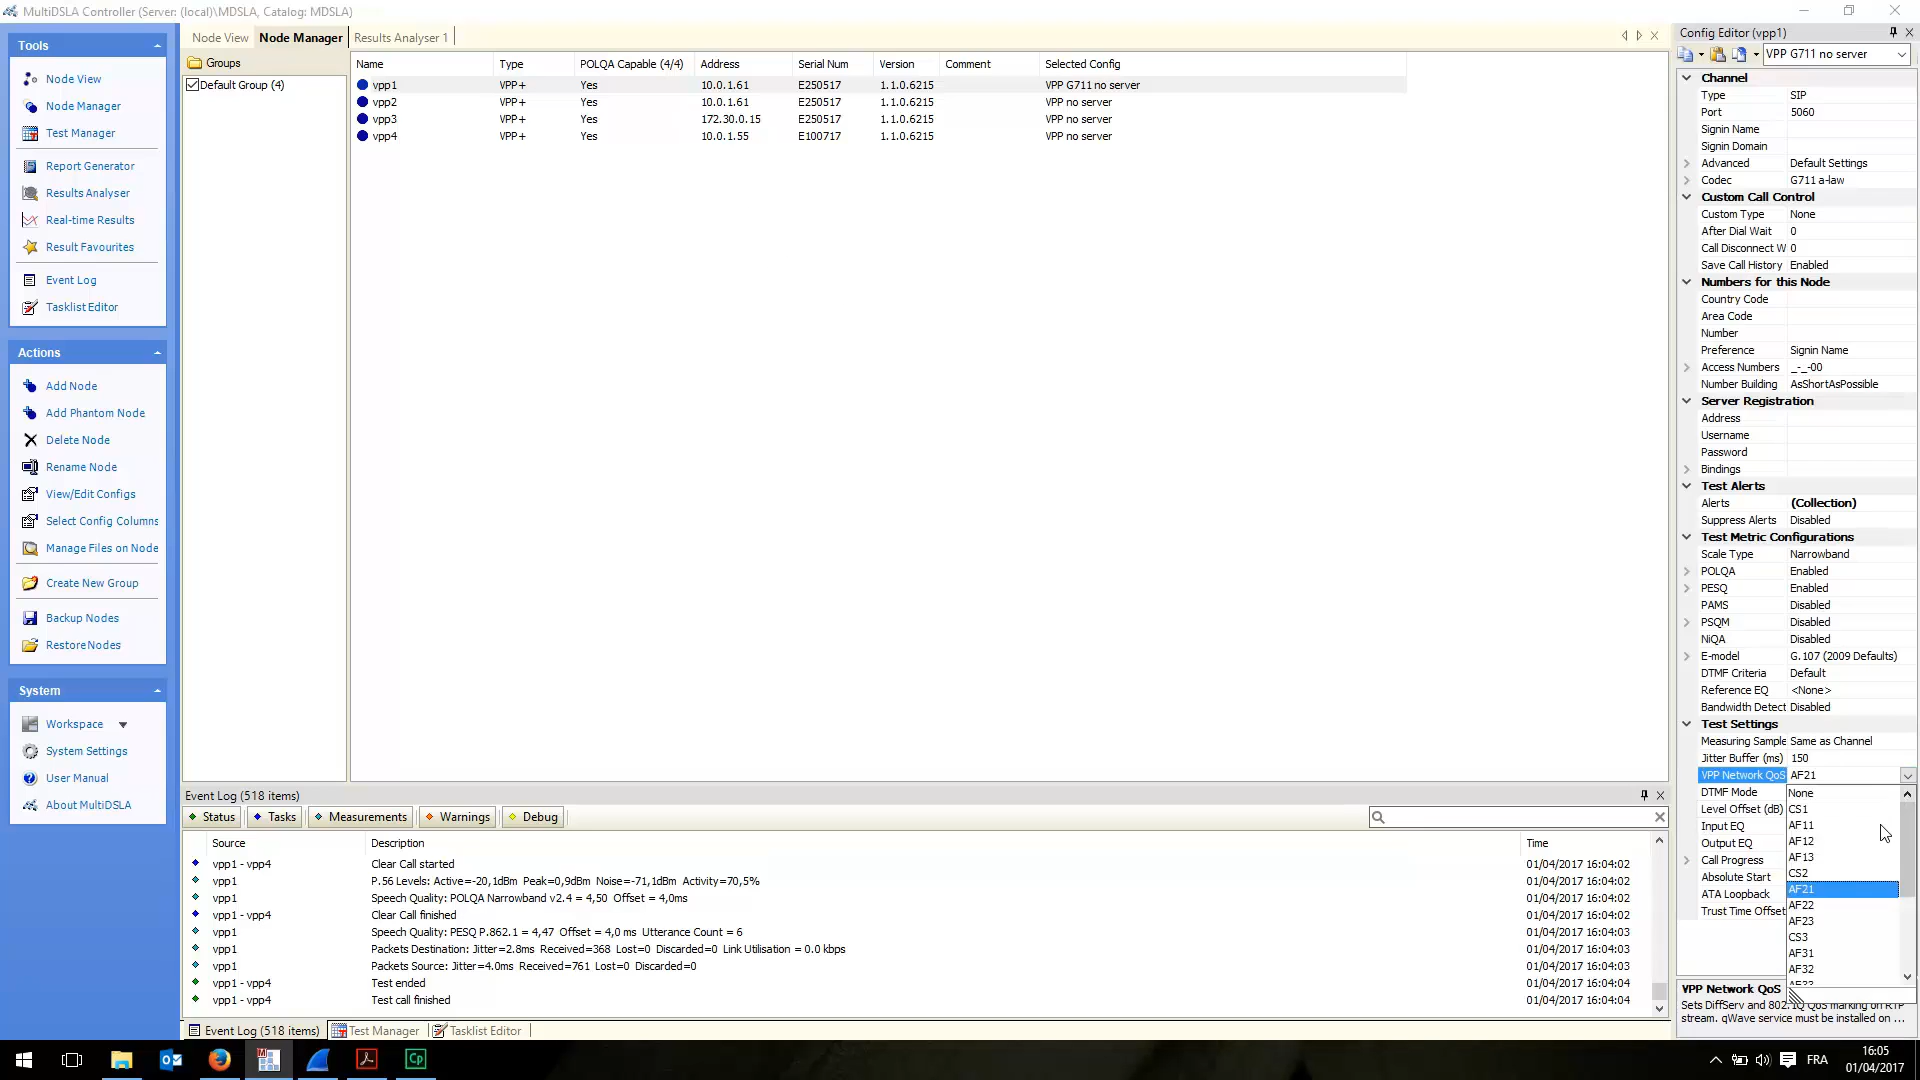 MultiDSLA Controller (Server: (local)\MDSLA, Catalog: MDSLA)
Tools
Node View
Node Manager
Test Manager
Report Generator
Results Analyser
Real-time Results
Result Favourites
Event Log
Tasklist Editor
Actions
Add Node
Add Phantom Node
Delete Node
Rename Node
View/Edit Configs
Select Config Columns
Manage Files on Node
Create New Group
Backup Nodes
RestoreNodes
System
Workspace
System Settings
User Manual
About MultiDSLA
Node View Node Manager Results Analyser 1
Groups
Default Group (4)
Name Type POLQA Capable (4/4) Address Serial Num Version Comment Selected Config
vpp1 VPP+ Yes 10.0.1.61 E250517 1.1.0.6215 VPP G711 no server
vpp2 VPP+ Yes 10.0.1.61 E250517 1.1.0.6215 VPP no server
vpp3 VPP+ Yes 172.30.0.15 E250517 1.1.0.6215 VPP no server
vpp4 VPP+ Yes 10.0.1.55 E100717 1.1.0.6215 VPP no server
Event Log (518 items)
Status Tasks Measurements Warnings Debug
Source Description Time
vpp1 - vpp4 Clear Call started 01/04/2017 16:04:02
vpp1 P.56 Levels: Active=-20,1dBm Peak=0,9dBm Noise=-71,1dBm Activity=70,5% 01/04/2017 16:04:02
vpp1 Speech Quality: POLQA Narrowband v2.4 = 4,50 Offset = 4,0ms 01/04/2017 16:04:02
vpp1 - vpp4 Clear Call finished 01/04/2017 16:04:02
vpp1 Speech Quality: PESQ P.862.1 = 4,47 Offset = 4,0 ms Utterance Count = 6 01/04/2017 16:04:03
vpp1 Packets Destination: Jitter=2.8ms Received=368 Lost=0 Discarded=0 Link Utilisation = 0.0 kbps 01/04/2017 16:04:03
vpp1 Packets Source: Jitter=4.0ms Received=761 Lost=0 Discarded=0 01/04/2017 16:04:03
vpp1 - vpp4 Test ended 01/04/2017 16:04:04
vpp1 - vpp4 Test call finished 01/04/2017 16:04:04
Event Log (518 items) Test Manager Tasklist Editor
Config Editor (vpp1)
VPP G711 no server
Channel
Type SIP
Port 5060
Signin Name
Signin Domain
Advanced Default Settings
Codec G711 a-law
Custom Call Control
Custom Type None
After Dial Wait 0
Call Disconnect W 0
Save Call History Enabled
Numbers for this Node
Country Code
Area Code
Number
Preference Signin Name
Access Numbers _-_-00
Number Building AsShortAsPossible
Server Registration
Address
Username
Password
Bindings
Test Alerts
Alerts (Collection)
Suppress Alerts Disabled
Test Metric Configurations
Scale Type Narrowband
POLQA Enabled
PESQ Enabled
PAMS Disabled
PSQM Disabled
NiQA Disabled
E-model G.107 (2009 Defaults)
DTMF Criteria Default
Reference EQ <None>
Bandwidth Detect Disabled
Test Settings
Measuring Sample Same as Channel
Jitter Buffer (ms) 150
VPP Network QoS AF21
DTMF Mode
Level Offset (dB)
Input EQ
Output EQ
Call Progress
Absolute Start
ATA Loopback
Trust Time Offset
None
CS1
AF11
AF12
AF13
CS2
AF21
AF22
AF23
CS3
AF31
AF32
AF33
VPP Network QoS
Sets DiffServ and 802.1Q QoS marking on RTP
stream. qWave service must be installed on ...
FRA
16:05
01/04/2017